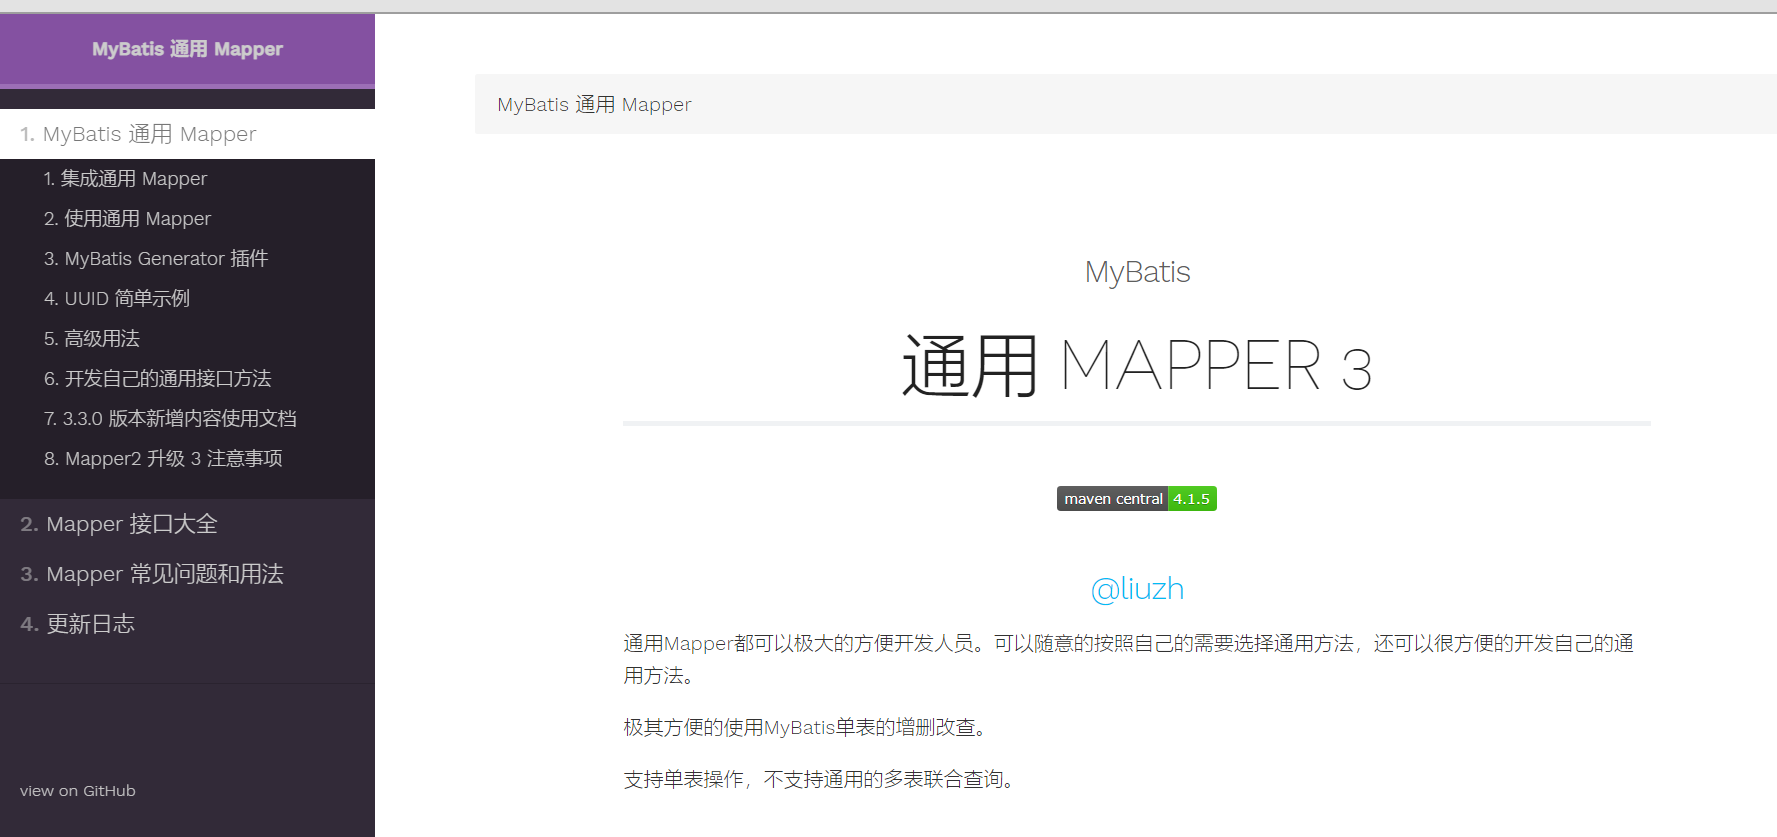 MyBatis 通用 Mapper
1. MyBatis 通用 Mapper
1. 集成通用 Mapper
2. 使用通用 Mapper
3. MyBatis Generator 插件
4. UUID 简单示例
5. 高级用法
6. 开发自己的通用接口方法
7. 3.3.0 版本新增内容使用文档
8. Mapper2 升级 3 注意事项
2. Mapper 接口大全
3. Mapper 常见问题和用法
4. 更新日志
view on GitHub
MyBatis 通用 Mapper
MyBatis
通用 MAPPER 3
maven central 4.1.5
@liuzh
通用Mapper都可以极大的方便开发人员。可以随意的按照自己的需要选择通用方法，还可以很方便的开发自己的通
用方法。
极其方便的使用MyBatis单表的增删改查。
支持单表操作，不支持通用的多表联合查询。